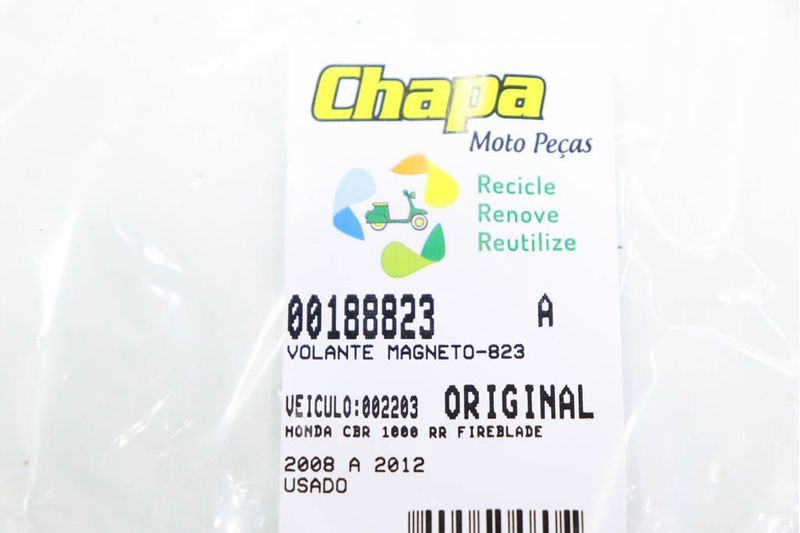 Chapa
Moto Peças
Recicle
Renove
Reutilize
00188823 A
VOLANTE MAGNETO-823
VEICULO:002203 ORIGINAL
HONDA CBR 1000 RR FIREBLADE
2008 A 2012
USADO